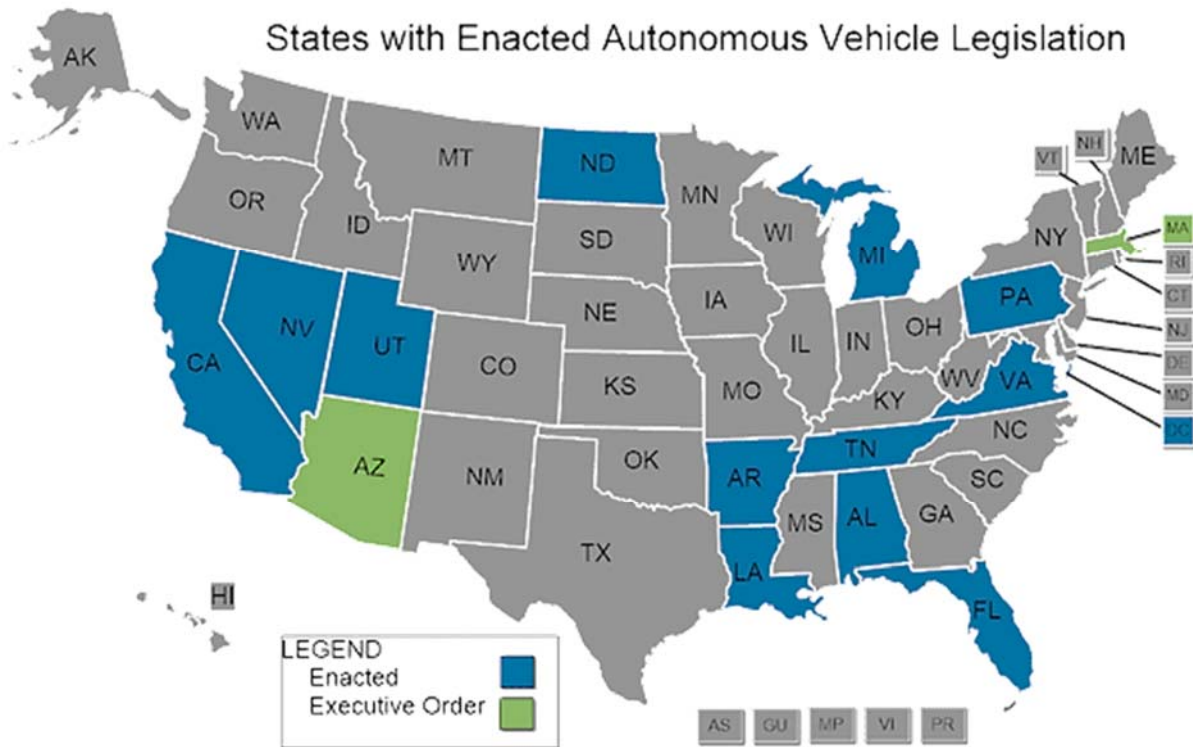 States with Enacted Autonomous Vehicle Legislation
AK
WA
MT
ND
MN
VT
NH
ME
OR
ID
SD
WI
MI
NY
MA
WY
RI
IA
PA
CT
NV
NE
NJ
CA
UT
CO
IL
IN
OH
DE
KS
MO
WV
VA
MD
KY
DC
AZ
NM
OK
AR
TN
NC
SC
MS
AL
GA
TX
LA
HI
FL
LEGEND
Enacted
Executive Order
AS GU MP VI PR